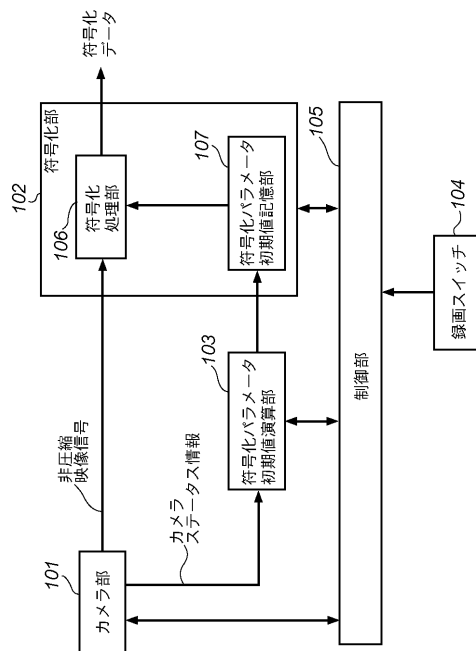 101
カメラ部
非圧縮
映像信号
カメラ
ステータス情報
102
符号化部
106
符号化
処理部
符号化
データ
103
符号化パラメータ
初期値演算部
107
符号化パラメータ
初期値記憶部
105
制御部
104
録画スイッチ